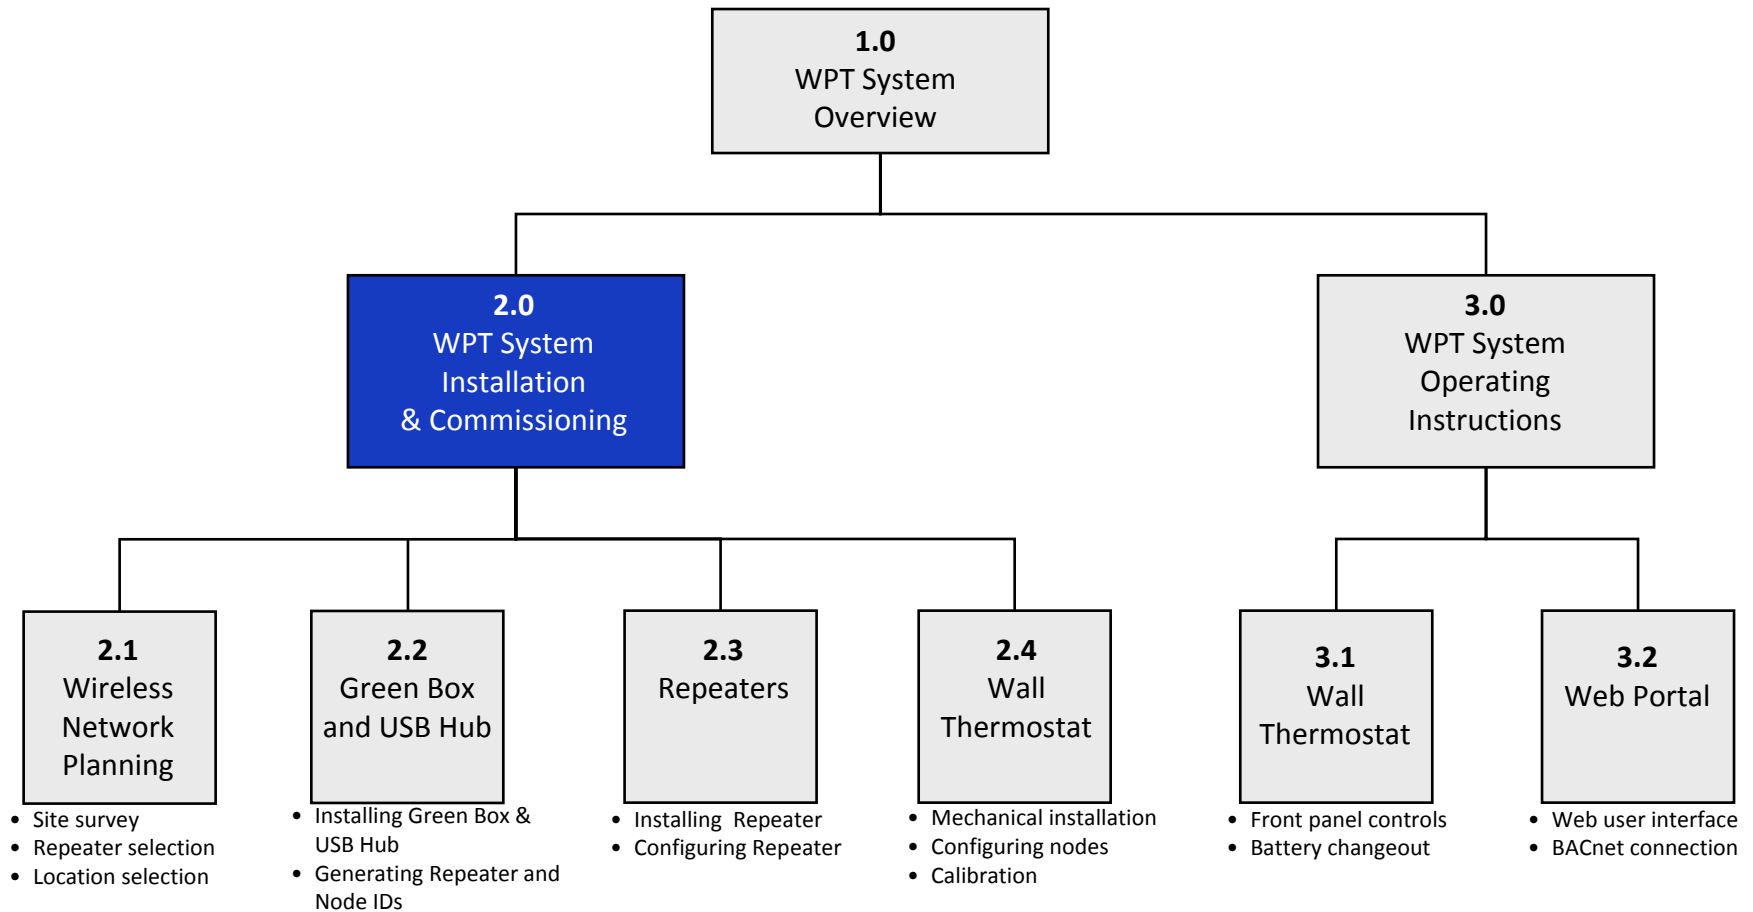 1.0
WPT System
Overview
2.0
WPT System
Installation
& Commissioning
3.0
WPT System
Operating
Instructions
2.1
Wireless
Network
Planning
• Site survey
• Repeater selection
• Location selection
2.2
Green Box
and USB Hub
• Installing Green Box &
USB Hub
• Generating Repeater and
Node IDs
2.3
Repeaters
• Installing Repeater
• Configuring Repeater
2.4
Wall
Thermostat
• Mechanical installation
• Configuring nodes
• Calibration
3.1
Wall
Thermostat
• Front panel controls
• Battery changeout
3.2
Web Portal
• Web user interface
• BACnet connection